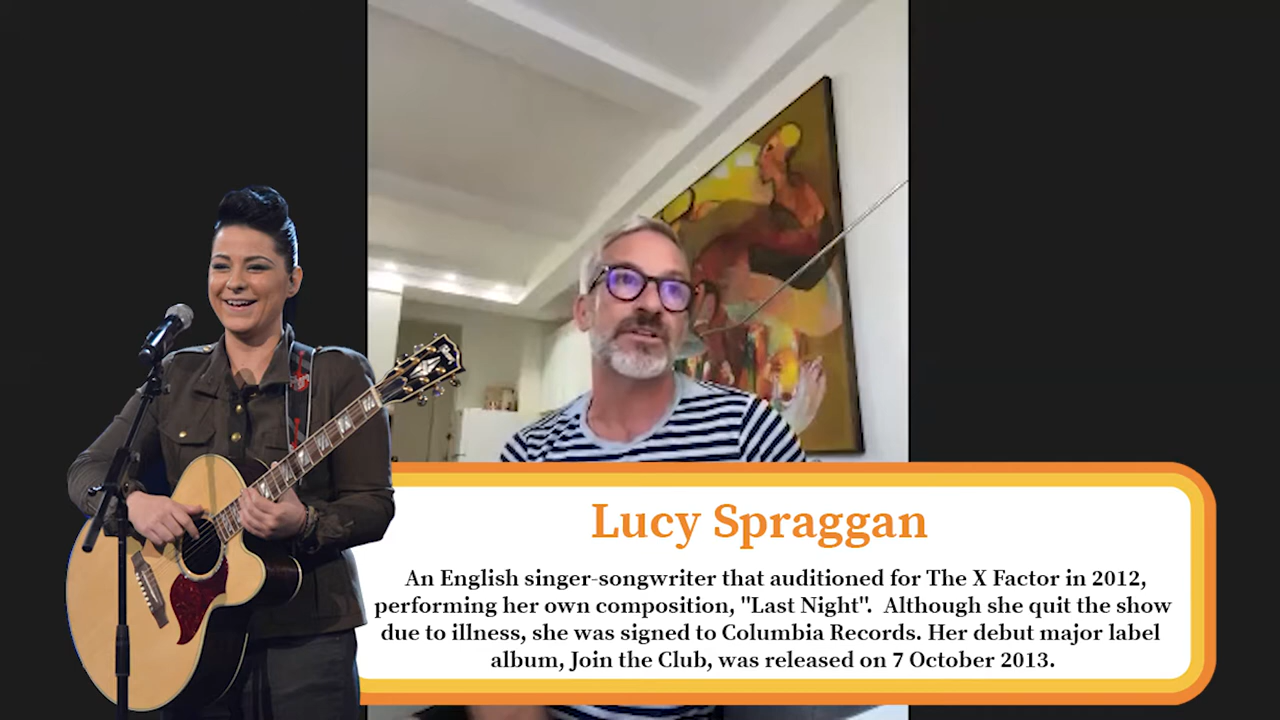 Lucy Spraggan
An English singer-songwriter that auditioned for The X Factor in 2012,
performing her own composition, "Last Night".  Although she quit the show
due to illness, she was signed to Columbia Records. Her debut major label
album, Join the Club, was released on 7 October 2013.